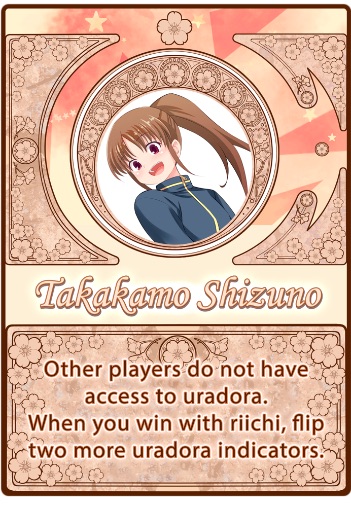 Takakamo Shizuno
Other players do not have
access to uradora.
When you win with riichi, flip
two more uradora indicators.